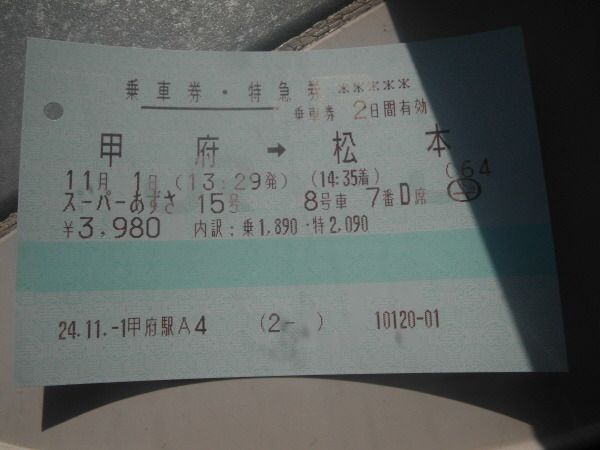 乗車券・特急券 ＊＊＊＊＊
乗車券 2日間有効
甲府 → 松本
11月 1日 (13:29発) (14:35着) C64
スーパーあずさ 15号 8号車 7番D席
￥3,980 内訳:乗1,890・特2,090
24.11.-1甲府駅A4 (2- ) 10120-01